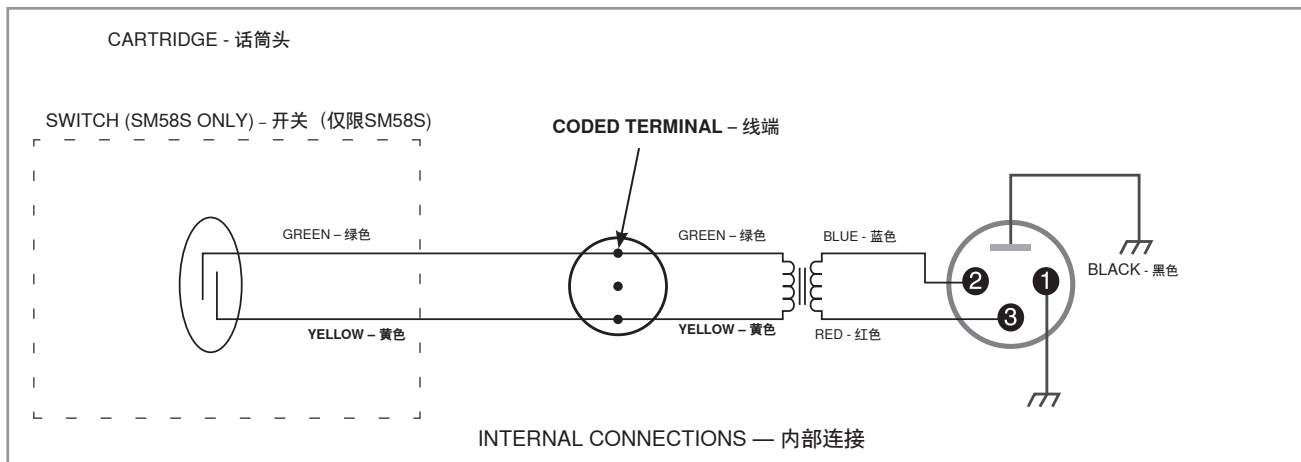 CARTRIDGE - 话筒头
SWITCH (SM58S ONLY) – 开关（仅限SM58S)
CODED TERMINAL – 线端
GREEN – 绿色
GREEN – 绿色
BLUE - 蓝色
BLACK - 黑色
2
1
3
YELLOW – 黄色
YELLOW – 黄色
RED - 红色
INTERNAL CONNECTIONS — 内部连接